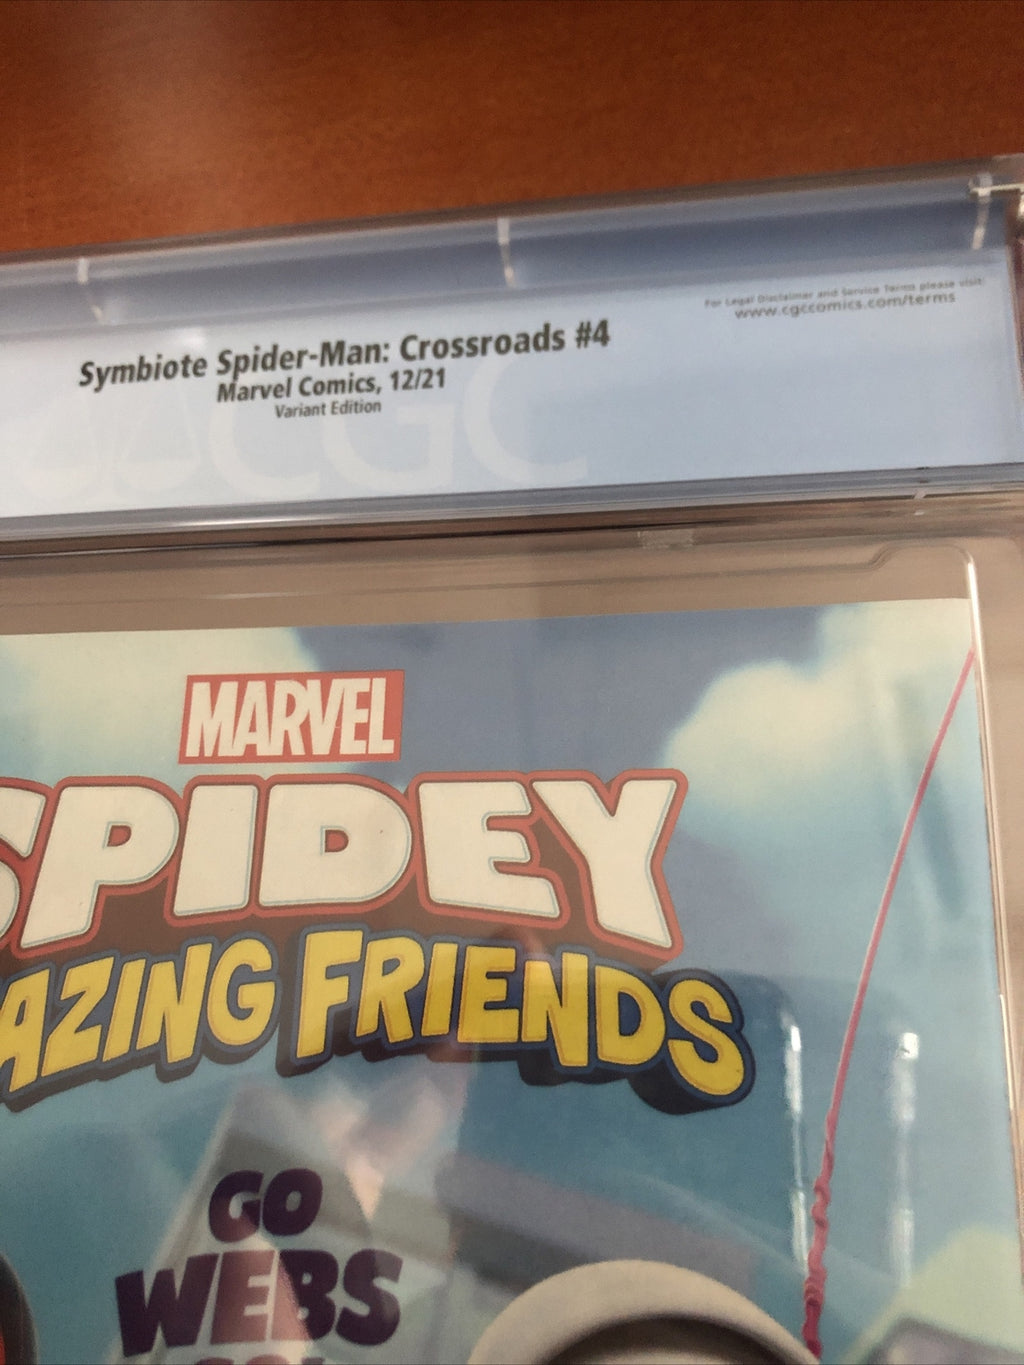 For Legal Disclaimer and Service Terms please visit:
www.cgccomics.com/terms
Symbiote Spider-Man: Crossroads #4
Marvel Comics, 12/21
Variant Edition
CGC
MARVEL
SPIDEY
AZING FRIENDS
GO
WEBS
GO!